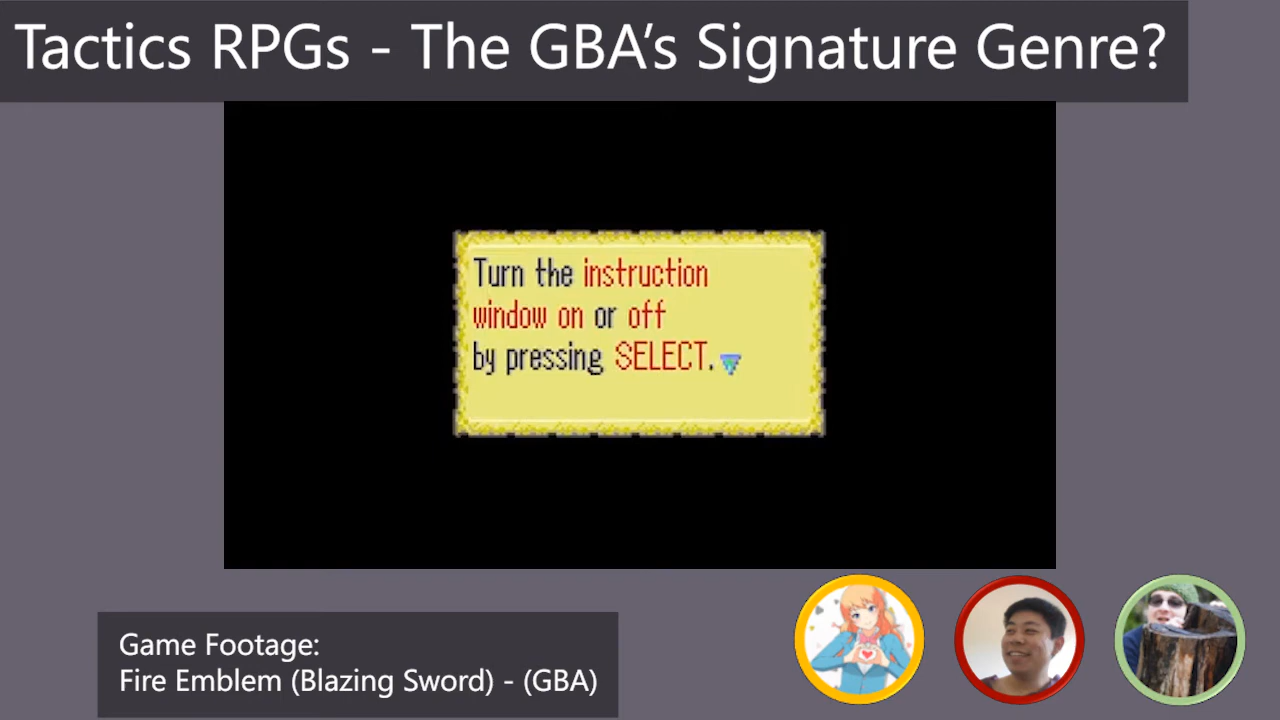 Tactics RPGs - The GBA's Signature Genre?
Turn the instruction
window on or off
by pressing SELECT.
Game Footage:
Fire Emblem (Blazing Sword) - (GBA)